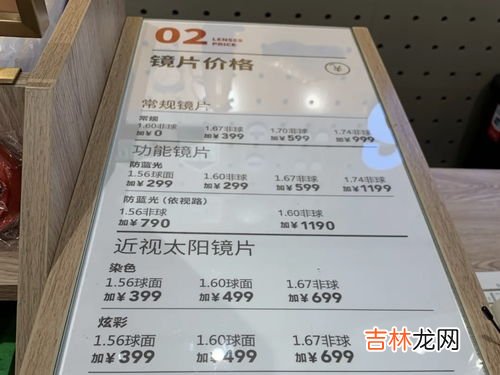 02 LENSES PRICE
镜片价格 ¥
常规镜片
常规
1.60非球 1.67非球 1.70非球 1.74非球
加¥0 加¥399 加¥599 加¥999
功能镜片
防蓝光
1.56球面 1.60非球 1.67非球 1.74非球
加¥299 加¥299 加¥599 加¥1199
防蓝光(依视路)
1.56非球 1.60非球
加¥790 加¥1190
近视太阳镜片
染色
1.56球面 1.60球面 1.67非球
加¥399 加¥499 加¥699
炫彩
1.56球面 1.60球面 1.67非球
加¥399 加¥499 加¥699
吉林龙网